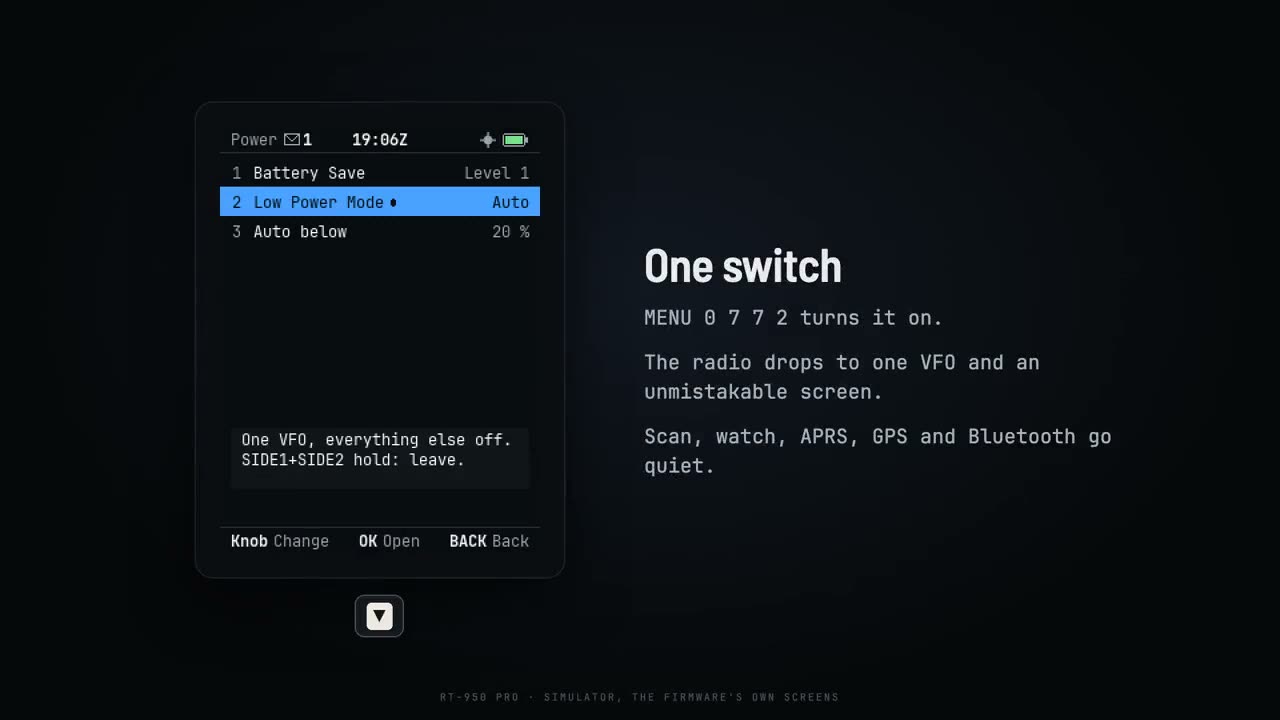 Power 1 19:06Z
1 Battery Save Level 1
2 Low Power Mode Auto
3 Auto below 20 %
One VFO, everything else off.
SIDE1+SIDE2 hold: leave.
Knob Change OK Open BACK Back
One switch
MENU 0 7 7 2 turns it on.
The radio drops to one VFO and an
unmistakable screen.
Scan, watch, APRS, GPS and Bluetooth go
quiet.
RT-950 PRO · SIMULATOR, THE FIRMWARE'S OWN SCREENS